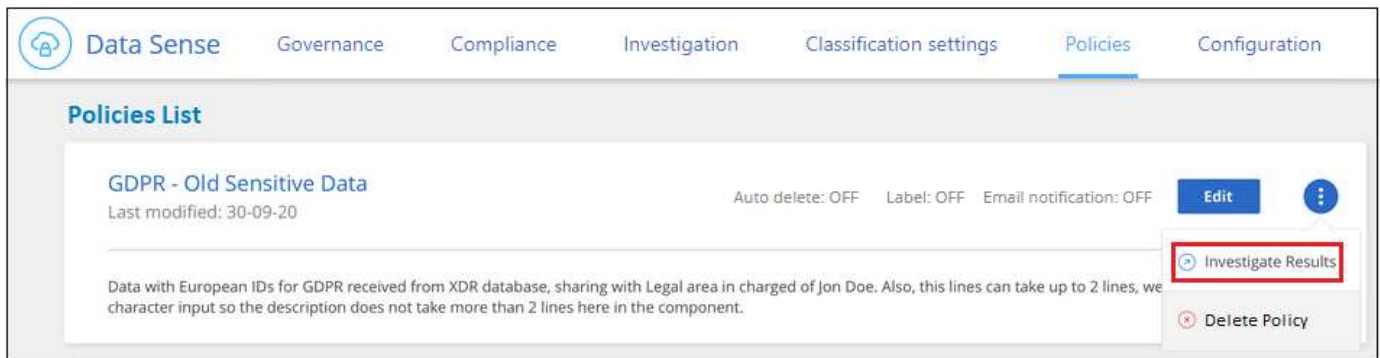 Data Sense Governance Compliance Investigation Classification settings Policies Configuration
Policies List
GDPR - Old Sensitive Data
Last modified: 30-09-20
Auto delete: OFF Label: OFF Email notification: OFF Edit
Investigate Results
Data with European IDs for GDPR received from XDR database, sharing with Legal area in charged of Jon Doe. Also, this lines can take up to 2 lines, we
character input so the description does not take more than 2 lines here in the component.
Delete Policy